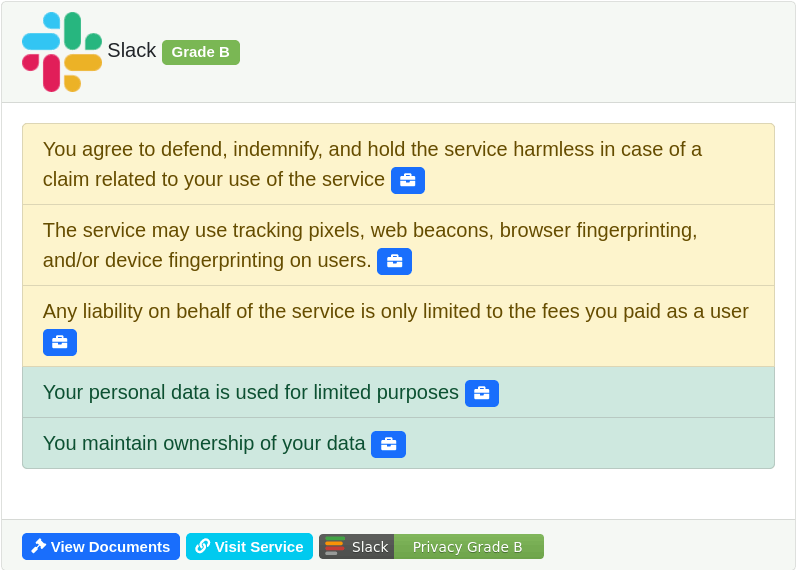 Slack Grade B
You agree to defend, indemnify, and hold the service harmless in case of a
claim related to your use of the service
The service may use tracking pixels, web beacons, browser fingerprinting,
and/or device fingerprinting on users.
Any liability on behalf of the service is only limited to the fees you paid as a user
Your personal data is used for limited purposes
You maintain ownership of your data
View Documents Visit Service Slack Privacy Grade B